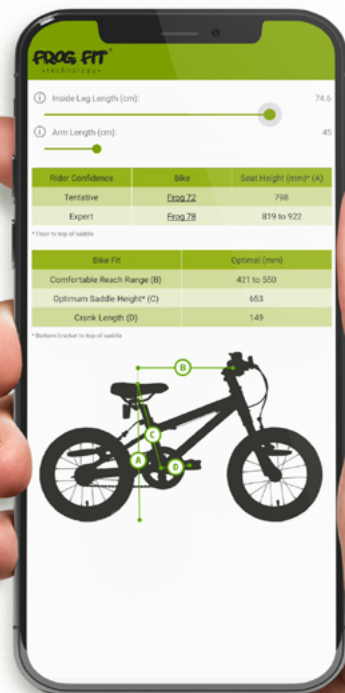 FROG FIT
•technology•
Inside Leg Length (cm): 74.6
Arm Length (cm): 45
Rider Confidence Bike Seat Height (mm)* (A)
Tentative Frog 72 798
Expert Frog 78 819 to 922
* Floor to top of saddle
Bike Fit Optimal (mm)
Comfortable Reach Range (B) 421 to 550
Optimum Saddle Height* (C) 653
Crank Length (D) 149
* Bottom bracket to top of saddle
B
C
A
D